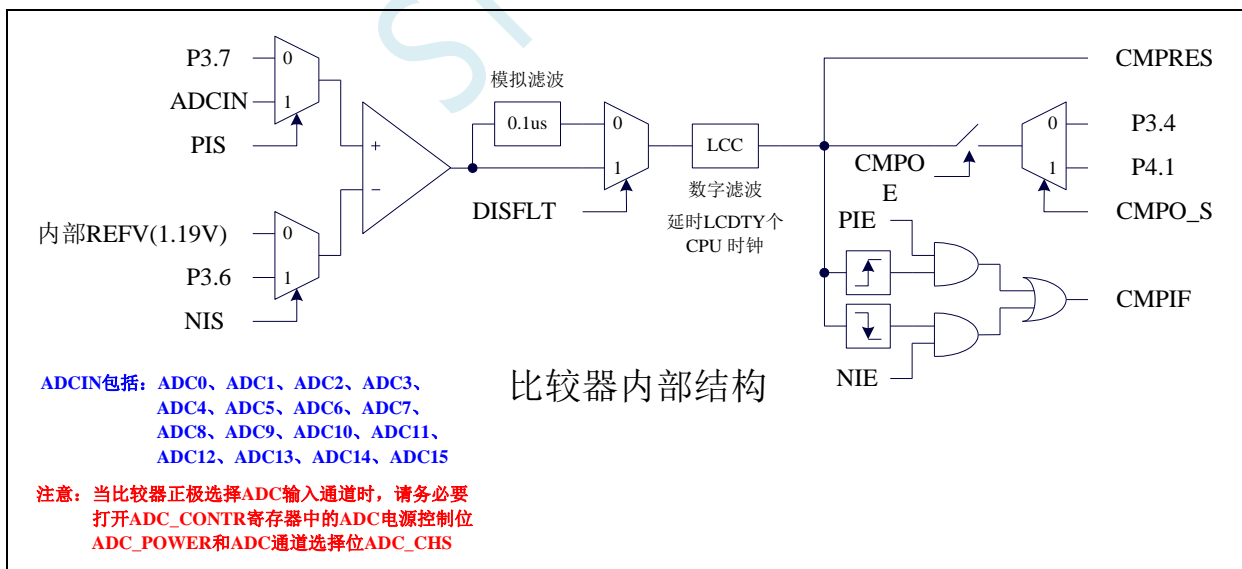 P3.7
0
ADCIN
1
PIS
+
−
内部REFV(1.19V)
0
P3.6
1
NIS
模拟滤波
0.1us
0
1
DISFLT
LCC
数字滤波
延时LCDTY个
CPU 时钟
CMPRES
CMPO
E
0
P3.4
1
P4.1
CMPO_S
PIE
CMPIF
NIE
比较器内部结构
ADCIN包括：ADC0、ADC1、ADC2、ADC3、
ADC4、ADC5、ADC6、ADC7、
ADC8、ADC9、ADC10、ADC11、
ADC12、ADC13、ADC14、ADC15
注意：当比较器正极选择ADC输入通道时，请务必要
打开ADC_CONTR寄存器中的ADC电源控制位
ADC_POWER和ADC通道选择位ADC_CHS